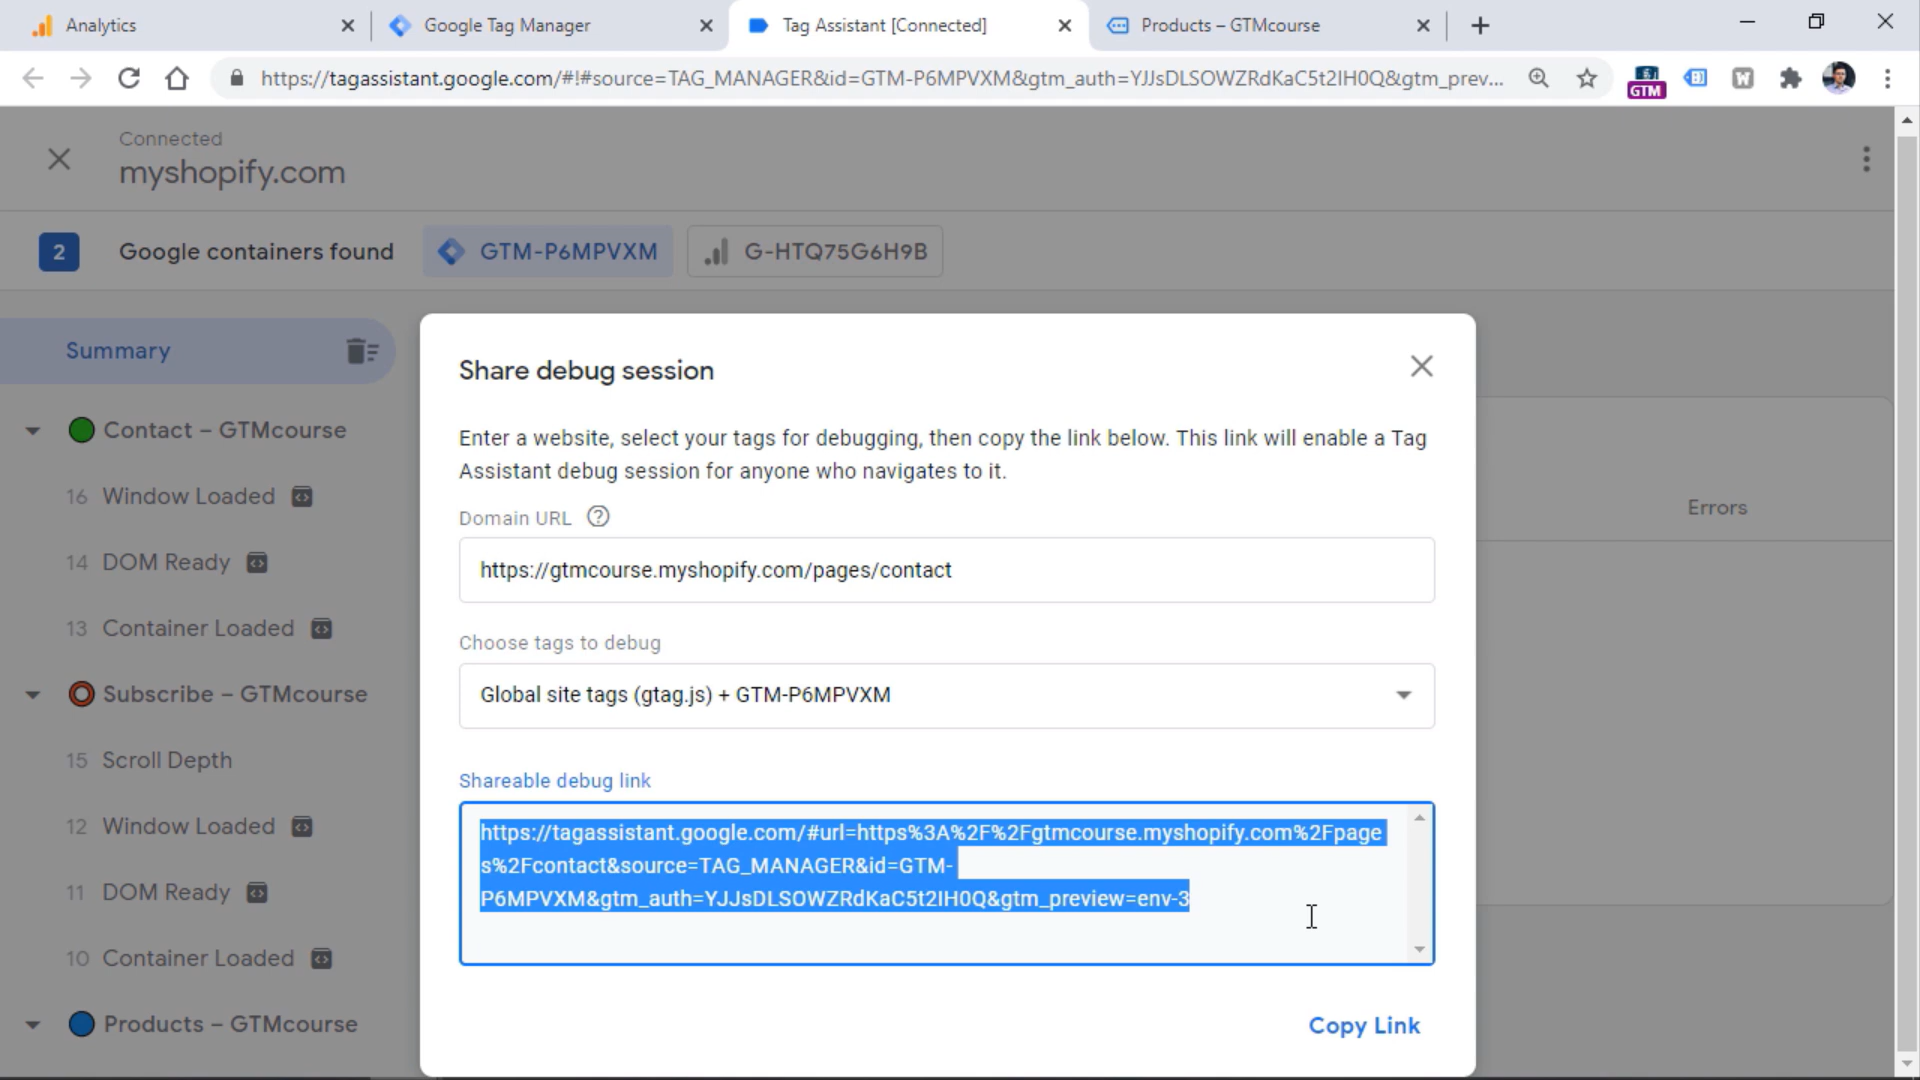 Analytics
Google Tag Manager
Tag Assistant [Connected]
Products – GTMcourse
https://tagassistant.google.com/#!#source=TAG_MANAGER&id=GTM-P6MPVXM&gtm_auth=YJJsDLSOWZRdKaC5t2IH0Q&gtm_prev...
GTM
W
Connected
myshopify.com
2
Google containers found
GTM-P6MPVXM
G-HTQ75G6H9B
Summary
Contact – GTMcourse
16 Window Loaded
14 DOM Ready
13 Container Loaded
Subscribe – GTMcourse
15 Scroll Depth
12 Window Loaded
11 DOM Ready
10 Container Loaded
Products – GTMcourse
Errors
Share debug session
Enter a website, select your tags for debugging, then copy the link below. This link will enable a Tag
Assistant debug session for anyone who navigates to it.
Domain URL ?
https://gtmcourse.myshopify.com/pages/contact
Choose tags to debug
Global site tags (gtag.js) + GTM-P6MPVXM
Shareable debug link
https://tagassistant.google.com/#url=https%3A%2F%2Fgtmcourse.myshopify.com%2Fpage
s%2Fcontact&source=TAG_MANAGER&id=GTM-
P6MPVXM&gtm_auth=YJJsDLSOWZRdKaC5t2IH0Q&gtm_preview=env-3
Copy Link